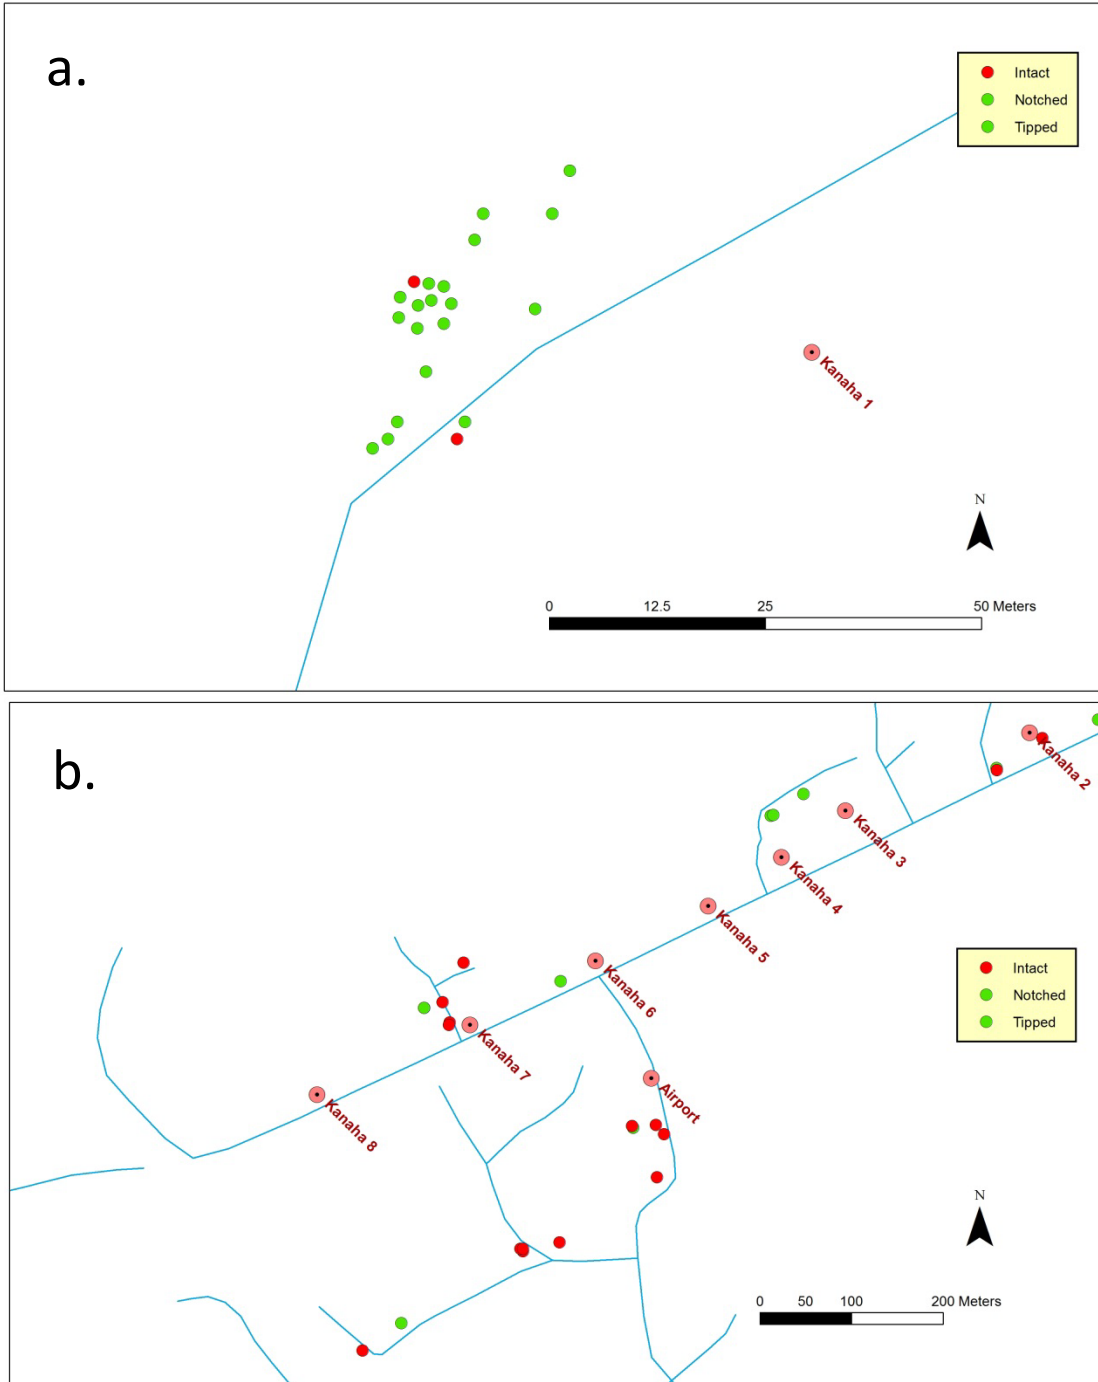 a.
Intact
Notched
Tipped
Kanaha 1
N
0 12.5 25 50 Meters
b.
Kanaha 2
Kanaha 3
Kanaha 4
Kanaha 5
Intact
Notched
Tipped
Kanaha 6
Kanaha 7
Airport
Kanaha 8
N
0 50 100 200 Meters